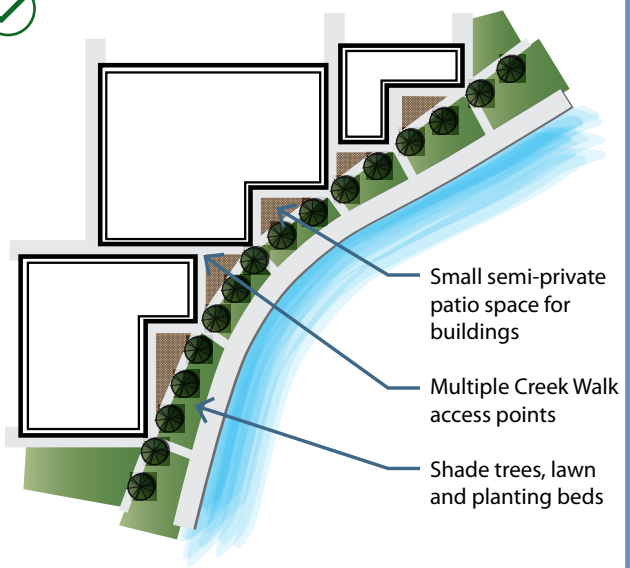 Small semi-private
patio space for
buildings
Multiple Creek Walk
access points
Shade trees, lawn
and planting beds